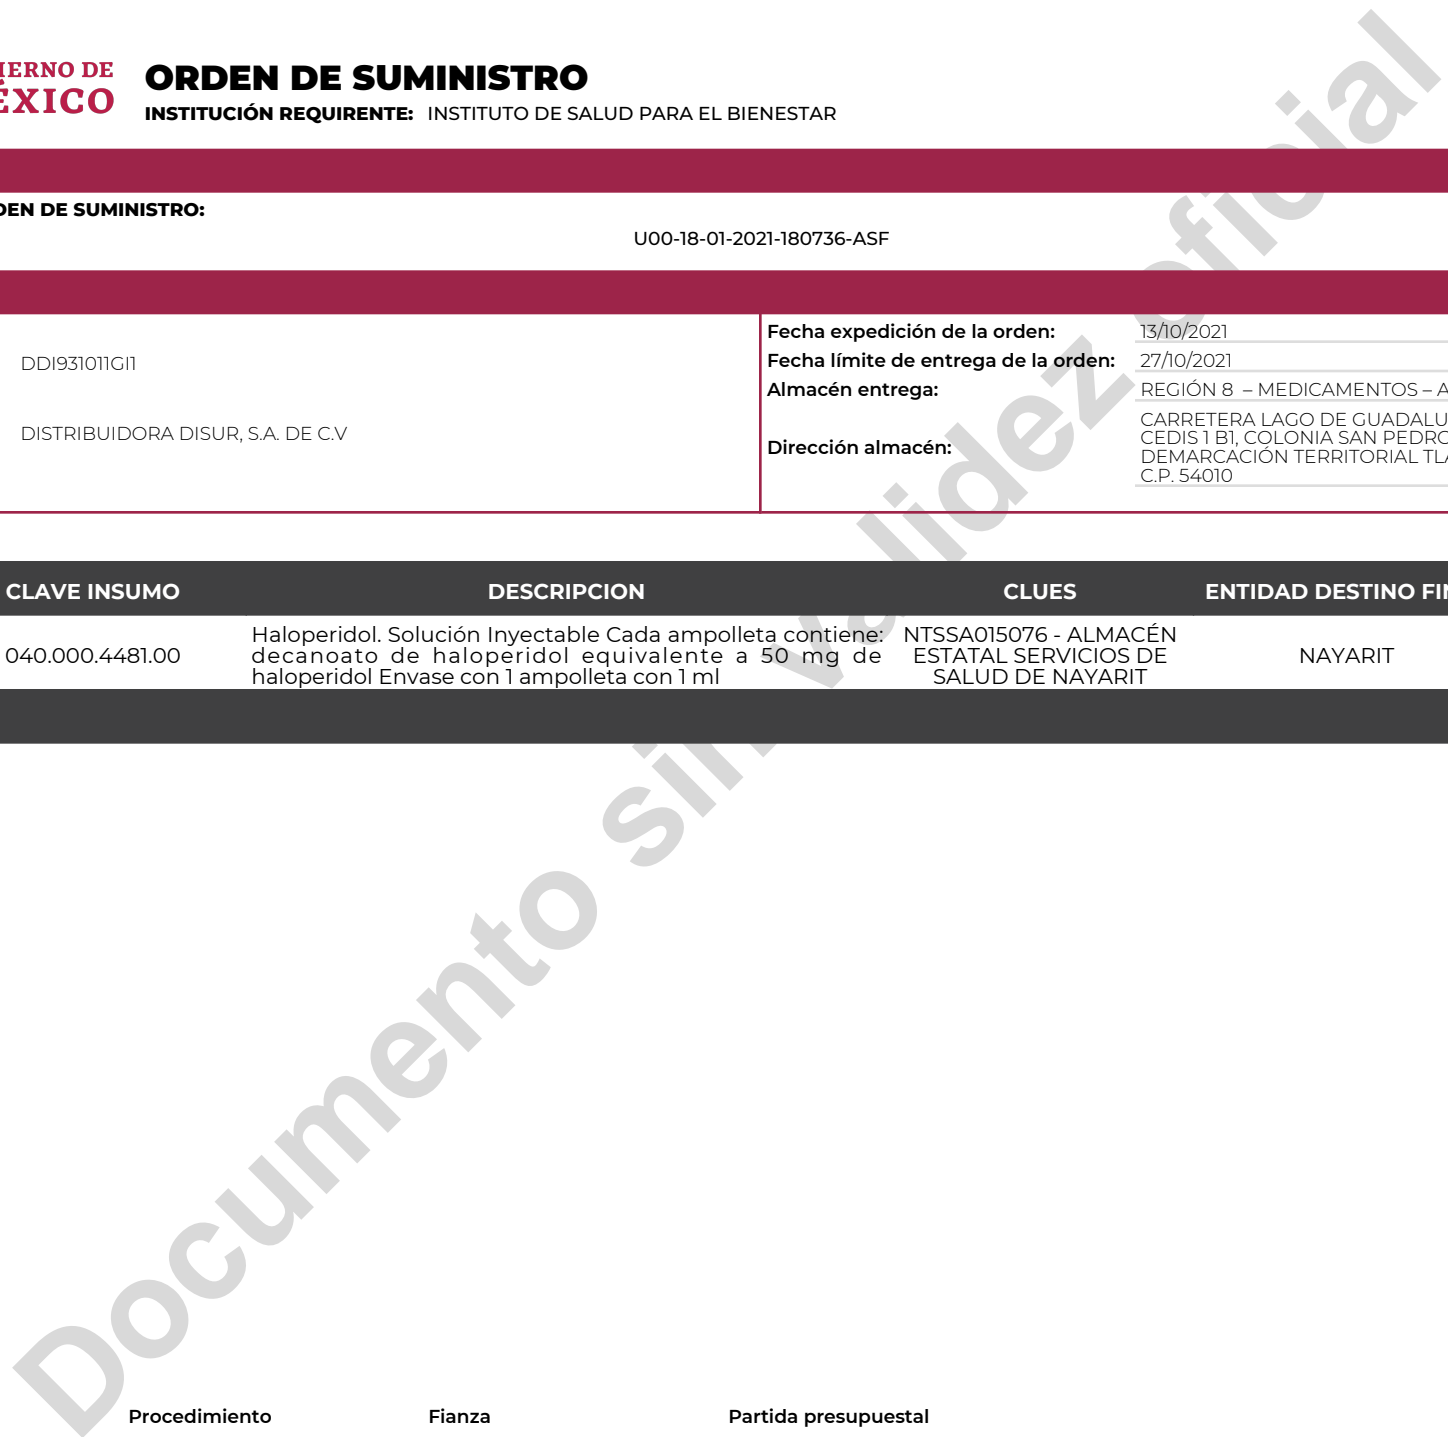 IERNO DE
ÉXICO
ORDEN DE SUMINISTRO
INSTITUCIÓN REQUIRENTE: INSTITUTO DE SALUD PARA EL BIENESTAR
DEN DE SUMINISTRO:
U00-18-01-2021-180736-ASF
DDI931011GI1
DISTRIBUIDORA DISUR, S.A. DE C.V
Fecha expedición de la orden: 13/10/2021
Fecha límite de entrega de la orden: 27/10/2021
Almacén entrega: REGIÓN 8 – MEDICAMENTOS – A
Dirección almacén:
CARRETERA LAGO DE GUADALU
CEDIS 1 B1, COLONIA SAN PEDRO
DEMARCACIÓN TERRITORIAL TLA
C.P. 54010
CLAVE INSUMO DESCRIPCION CLUES ENTIDAD DESTINO FIN
040.000.4481.00
Haloperidol. Solución Inyectable Cada ampolleta contiene:
decanoato de haloperidol equivalente a 50 mg de
haloperidol Envase con 1 ampolleta con 1 ml
NTSSA015076 - ALMACÉN
ESTATAL SERVICIOS DE
SALUD DE NAYARIT
NAYARIT
Documento sin validez oficial
Procedimiento Fianza Partida presupuestal